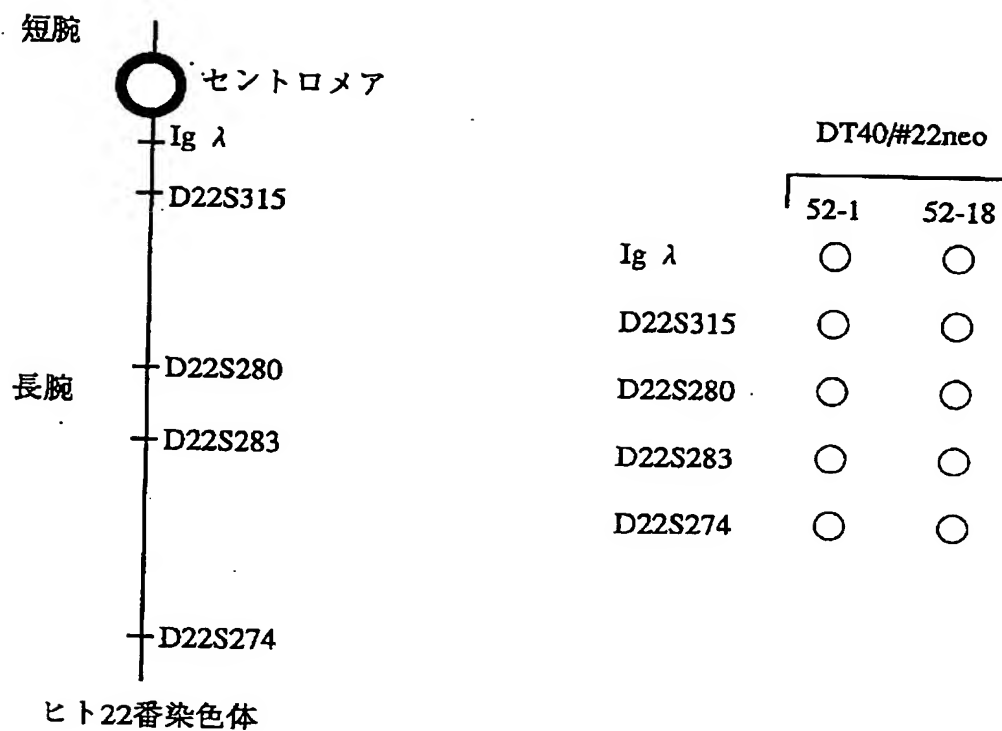 短腕
セントロメア
Ig λ
D22S315
長腕
D22S280
D22S283
D22S274
ヒト22番染色体
DT40/#22neo
52-1 52-18
Ig λ ○ ○
D22S315 ○ ○
D22S280 ○ ○
D22S283 ○ ○
D22S274 ○ ○